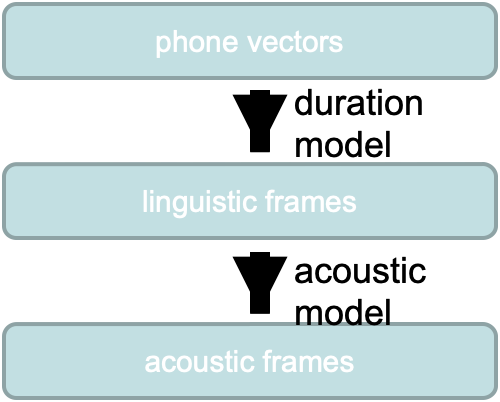 phone vectors
duration
model
linguistic frames
acoustic
model
acoustic frames